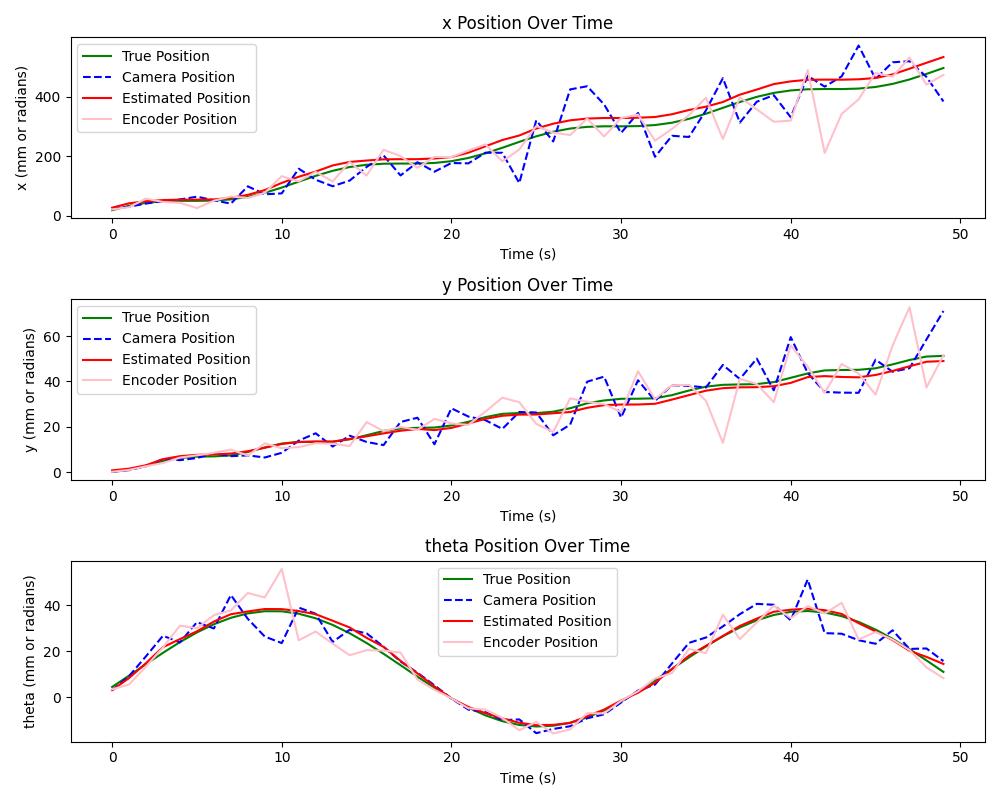 x Position Over Time
True Position
Camera Position
Estimated Position
Encoder Position
x (mm or radians)
400
200
0
0 10 20 30 40 50
Time (s)
y Position Over Time
True Position
Camera Position
Estimated Position
Encoder Position
y (mm or radians)
60
40
20
0
0 10 20 30 40 50
Time (s)
theta Position Over Time
True Position
Camera Position
Estimated Position
Encoder Position
theta (mm or radians)
40
20
0
0 10 20 30 40 50
Time (s)